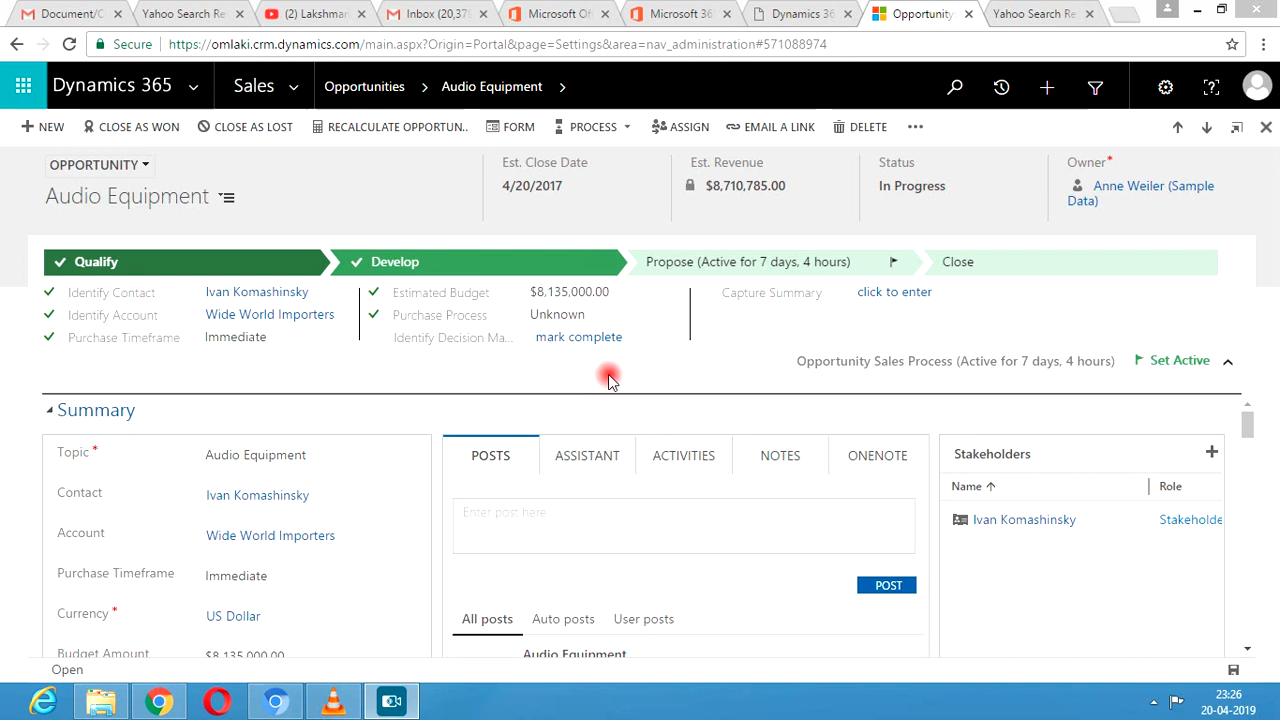 Document/C
Yahoo Search Re
(2) Lakshmar
Inbox (20,37
Microsoft Of
Microsoft 36
Dynamics 36
Opportunity
Yahoo Search Re
Secure
https://omlaki.crm.dynamics.com/main.aspx?Origin=Portal&page=Settings&area=nav_administration#571088974
Dynamics 365
Sales
Opportunities
Audio Equipment
NEW
CLOSE AS WON
CLOSE AS LOST
RECALCULATE OPPORTUN..
FORM
PROCESS
ASSIGN
EMAIL A LINK
DELETE
OPPORTUNITY
Audio Equipment
Est. Close Date
4/20/2017
Est. Revenue
$8,710,785.00
Status
In Progress
Owner*
Anne Weiler (Sample
Data)
Qualify
Develop
Propose (Active for 7 days, 4 hours)
Close
Identify Contact
Ivan Komashinsky
Identify Account
Wide World Importers
Purchase Timeframe
Immediate
Estimated Budget
$8,135,000.00
Purchase Process
Unknown
Identify Decision Ma...
mark complete
Capture Summary
click to enter
Opportunity Sales Process (Active for 7 days, 4 hours)
Set Active
Summary
Topic *
Audio Equipment
Contact
Ivan Komashinsky
Account
Wide World Importers
Purchase Timeframe
Immediate
Currency *
US Dollar
Budget Amount
$8,135,000.00
POSTS
ASSISTANT
ACTIVITIES
NOTES
ONENOTE
Enter post here
POST
All posts
Auto posts
User posts
Audio Equipment
Stakeholders
Name
Role
Ivan Komashinsky
Stakeholde
Open
23:26
20-04-2019